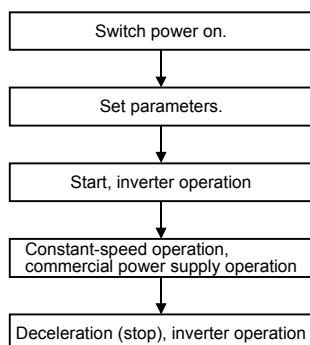 Switch power on.
Set parameters.
Start, inverter operation
Constant-speed operation,
commercial power supply operation
Deceleration (stop), inverter operation